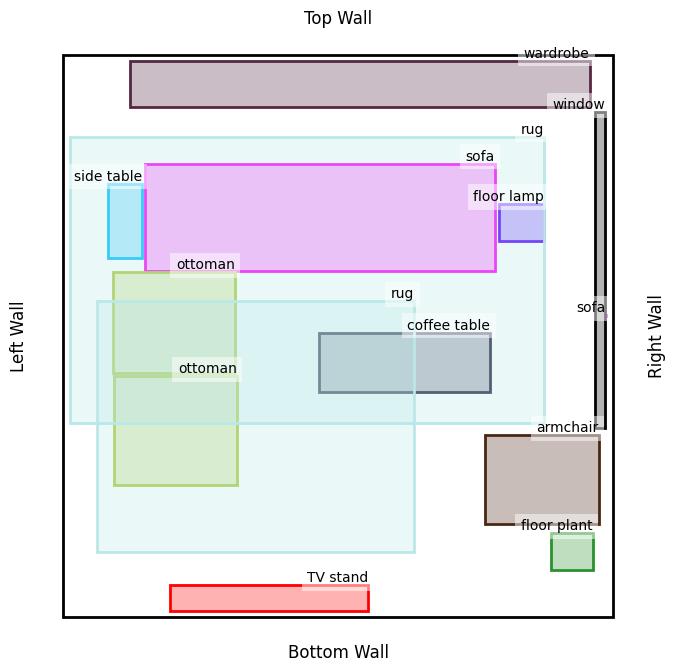 Top Wall
wardrobe
window
rug
sofa
side table
floor lamp
ottoman
rug
sofa
coffee table
Left Wall
Right Wall
ottoman
armchair
floor plant
TV stand
Bottom Wall